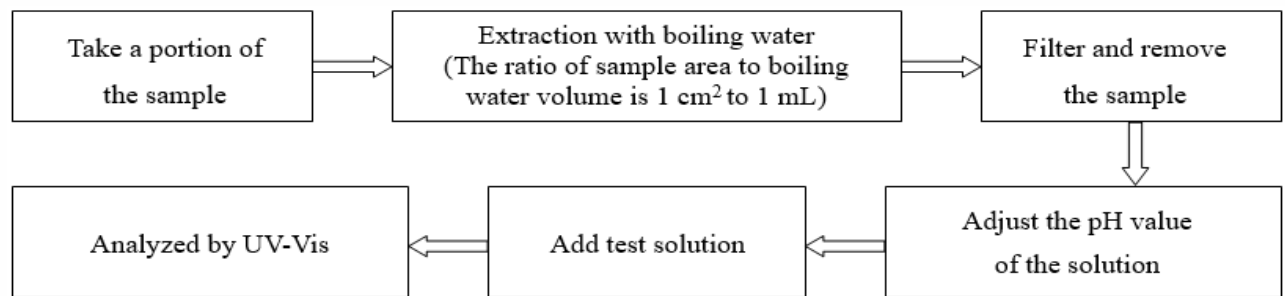 Take a portion of
the sample
Extraction with boiling water
(The ratio of sample area to boiling
water volume is 1 cm² to 1 mL)
Filter and remove
the sample
Adjust the pH value
of the solution
Add test solution
Analyzed by UV-Vis